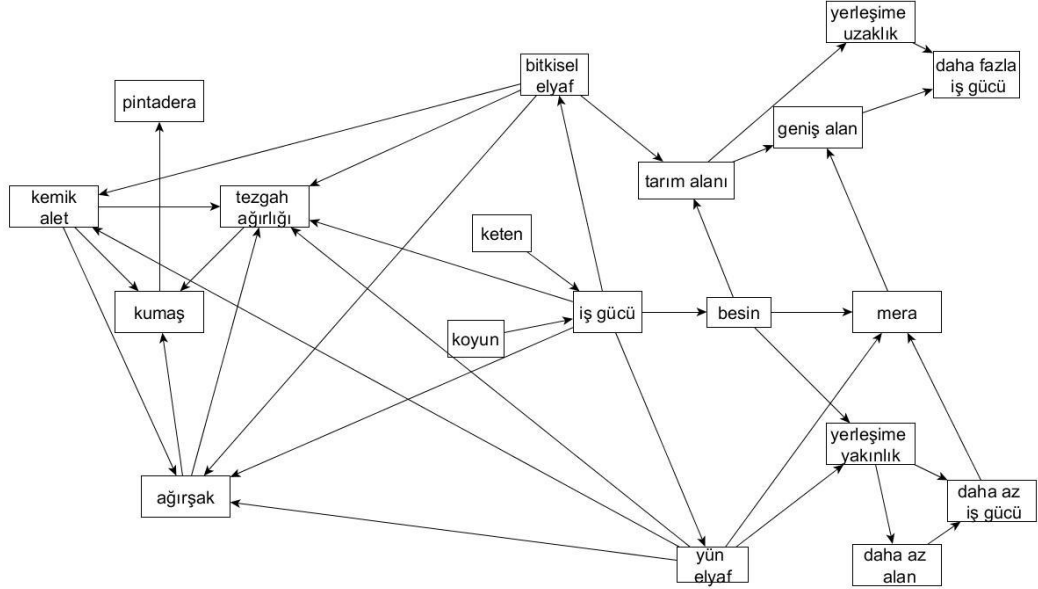 yerleşime
uzaklık
daha fazla
iş gücü
bitkisel
elyaf
pintadera
geniş alan
tarım alanı
kemik
alet
tezgah
ağırlığı
keten
kumaş
iş gücü
besin
mera
koyun
yerleşime
yakınlık
ağırşak
daha az
iş gücü
yün
elyaf
daha az
alan